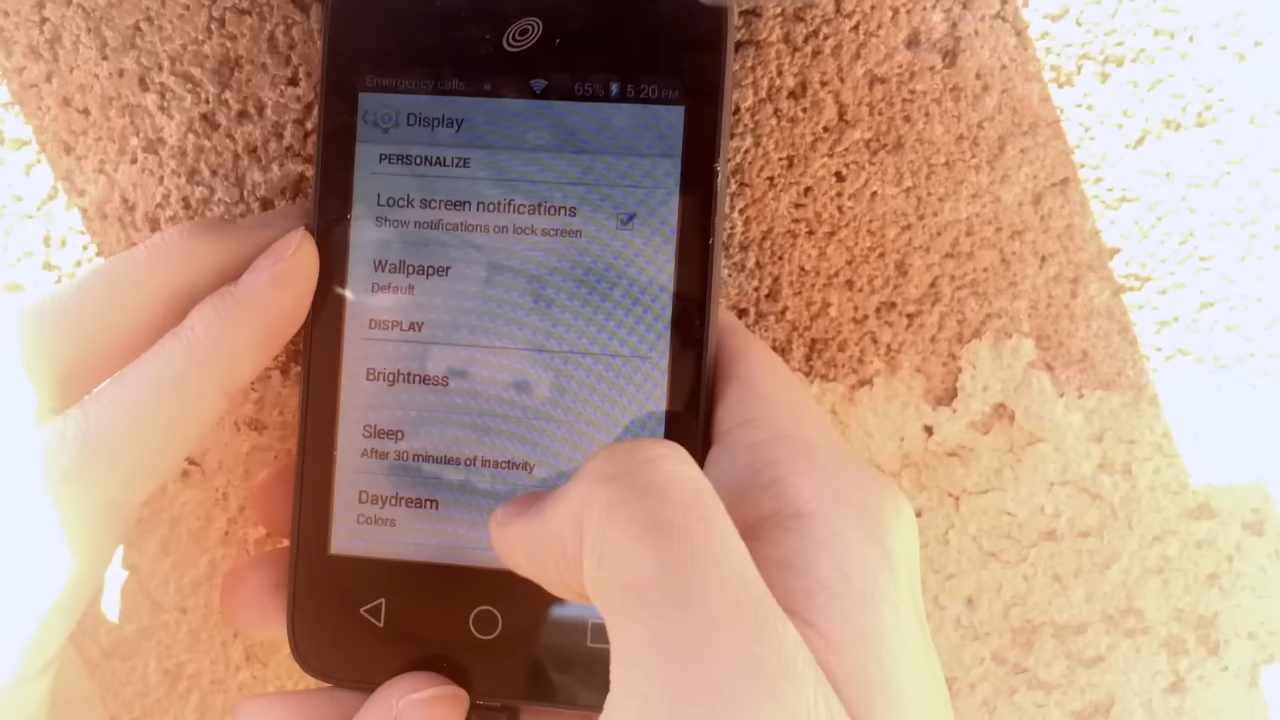 Emergency calls 65% 5:20 PM
Display
PERSONALIZE
Lock screen notifications
Show notifications on lock screen
Wallpaper
Default
DISPLAY
Brightness
Sleep
After 30 minutes of inactivity
Daydream
Colors